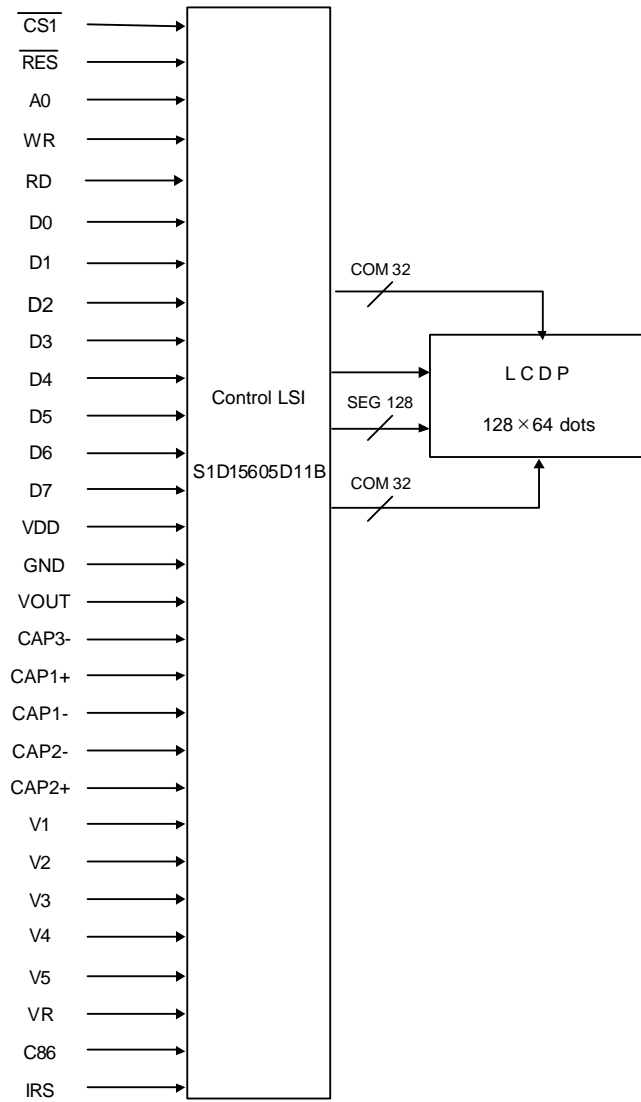 CS1
RES
A0
WR
RD
D0
D1
D2
D3
D4
D5
D6
D7
VDD
GND
VOUT
CAP3-
CAP1+
CAP1-
CAP2-
CAP2+
V1
V2
V3
V4
V5
VR
C86
IRS
Control LSI
S1D15605D11B
COM 32
SEG 128
COM 32
L C D P
128×64 dots